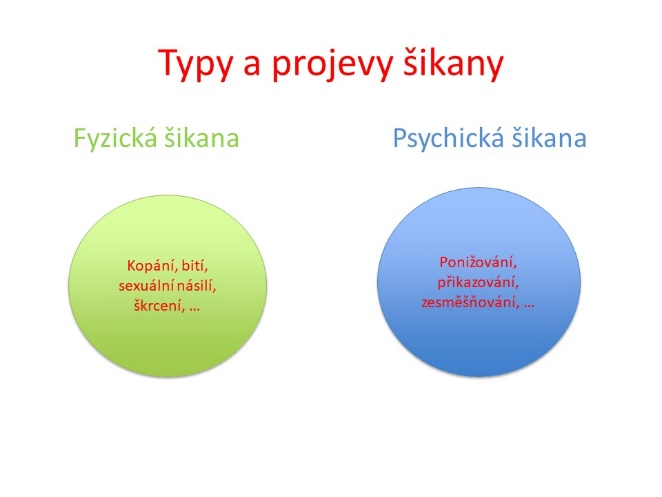 Typy a projevy šikany
Fyzická šikana
Psychická šikana
Kopání, bití,
sexuální násilí,
škrcení, …
Ponižování,
přikazování,
zesměšňování, …